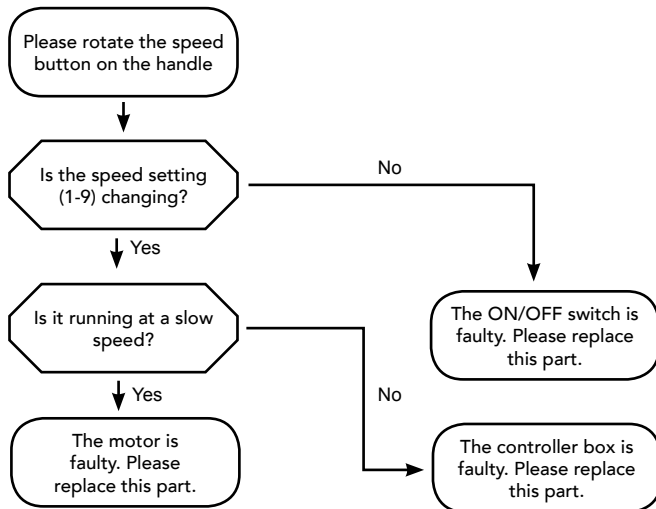 Please rotate the speed
button on the handle
Is the speed setting
(1-9) changing?
No
Yes
Is it running at a slow
speed?
The ON/OFF switch is
faulty. Please replace
this part.
Yes
No
The motor is
faulty. Please
replace this part.
The controller box is
faulty. Please replace
this part.